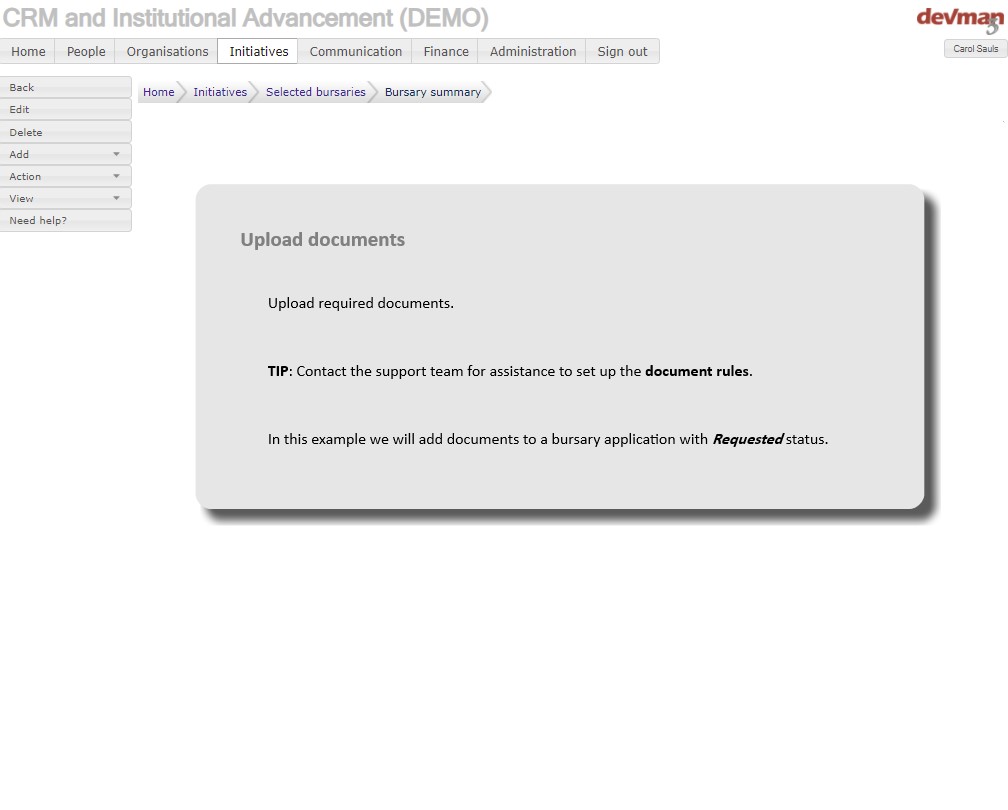 CRM and Institutional Advancement (DEMO)
devman
3
Home People Organisations Initiatives Communication Finance Administration Sign out
Carol Sauls
Back
Edit
Delete
Add
Action
View
Need help?
Home Initiatives Selected bursaries Bursary summary
Upload documents
Upload required documents.
TIP: Contact the support team for assistance to set up the document rules.
In this example we will add documents to a bursary application with Requested status.